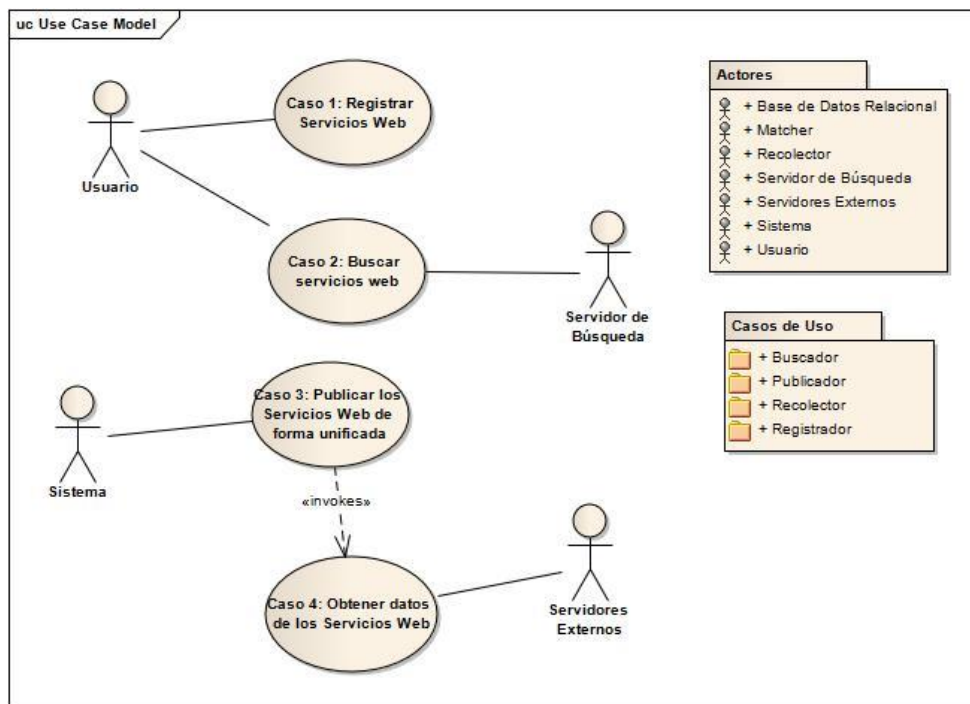 uc Use Case Model
Caso 1: Registrar
Servicios Web
Usuario
Caso 2: Buscar
servicios web
Servidor de
Búsqueda
Caso 3: Publicar los
Servicios Web de
forma unificada
Sistema
«invokes»
Caso 4: Obtener datos
de los Servicios Web
Servidores
Externos
Actores
+ Base de Datos Relacional
+ Matcher
+ Recolector
+ Servidor de Búsqueda
+ Servidores Externos
+ Sistema
+ Usuario
Casos de Uso
+ Buscador
+ Publicador
+ Recolector
+ Registrador